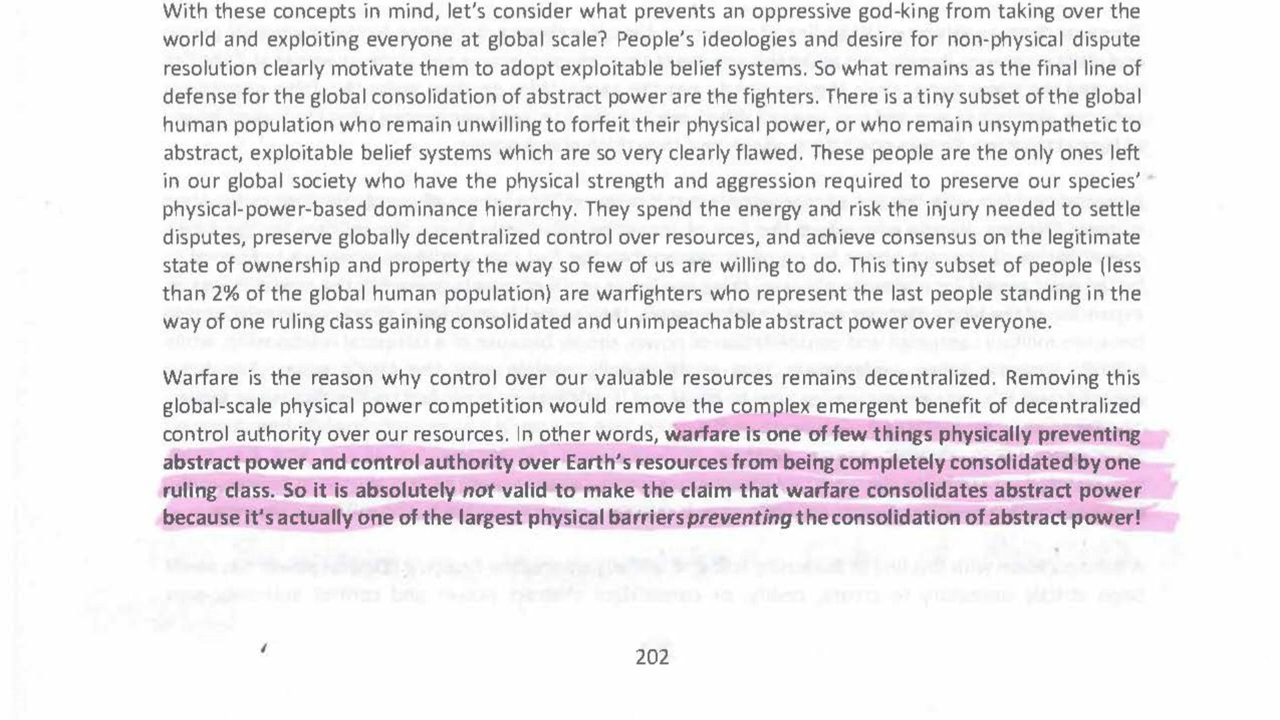 With these concepts in mind, let's consider what prevents an oppressive god-king from taking over the
world and exploiting everyone at global scale? People's ideologies and desire for non-physical dispute
resolution clearly motivate them to adopt exploitable belief systems. So what remains as the final line of
defense for the global consolidation of abstract power are the fighters. There is a tiny subset of the global
human population who remain unwilling to forfeit their physical power, or who remain unsympathetic to
abstract, exploitable belief systems which are so very clearly flawed. These people are the only ones left
in our global society who have the physical strength and aggression required to preserve our species'
physical-power-based dominance hierarchy. They spend the energy and risk the injury needed to settle
disputes, preserve globally decentralized control over resources, and achieve consensus on the legitimate
state of ownership and property the way so few of us are willing to do. This tiny subset of people (less
than 2% of the global human population) are warfighters who represent the last people standing in the
way of one ruling class gaining consolidated and unimpeachable abstract power over everyone.
Warfare is the reason why control over our valuable resources remains decentralized. Removing this
global-scale physical power competition would remove the complex emergent benefit of decentralized
control authority over our resources. In other words, warfare is one of few things physically preventing
abstract power and control authority over Earth's resources from being completely consolidated by one
ruling class. So it is absolutely not valid to make the claim that warfare consolidates abstract power
because it's actually one of the largest physical barriers preventing the consolidation of abstract power!
202